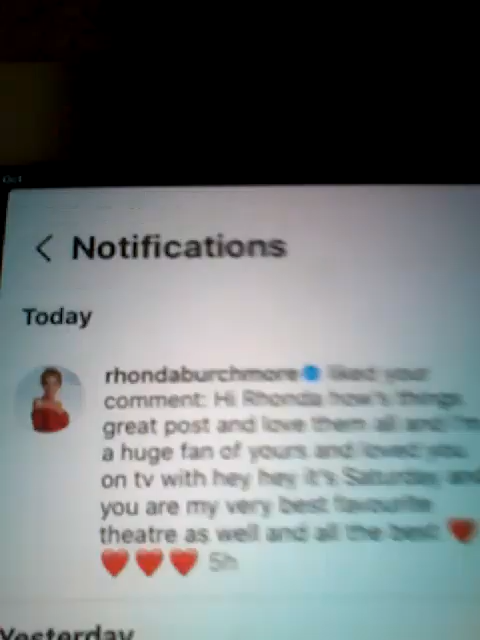 Notifications
Today
rhondaburchmore liked your
comment: Hi Rhonda how's things
great post and love them all and I'm
a huge fan of yours and loved you
on tv with hey hey it's Saturday and
you are my very best favourite
theatre as well and all the best ❤️
❤️❤️❤️ 5h
Yesterday